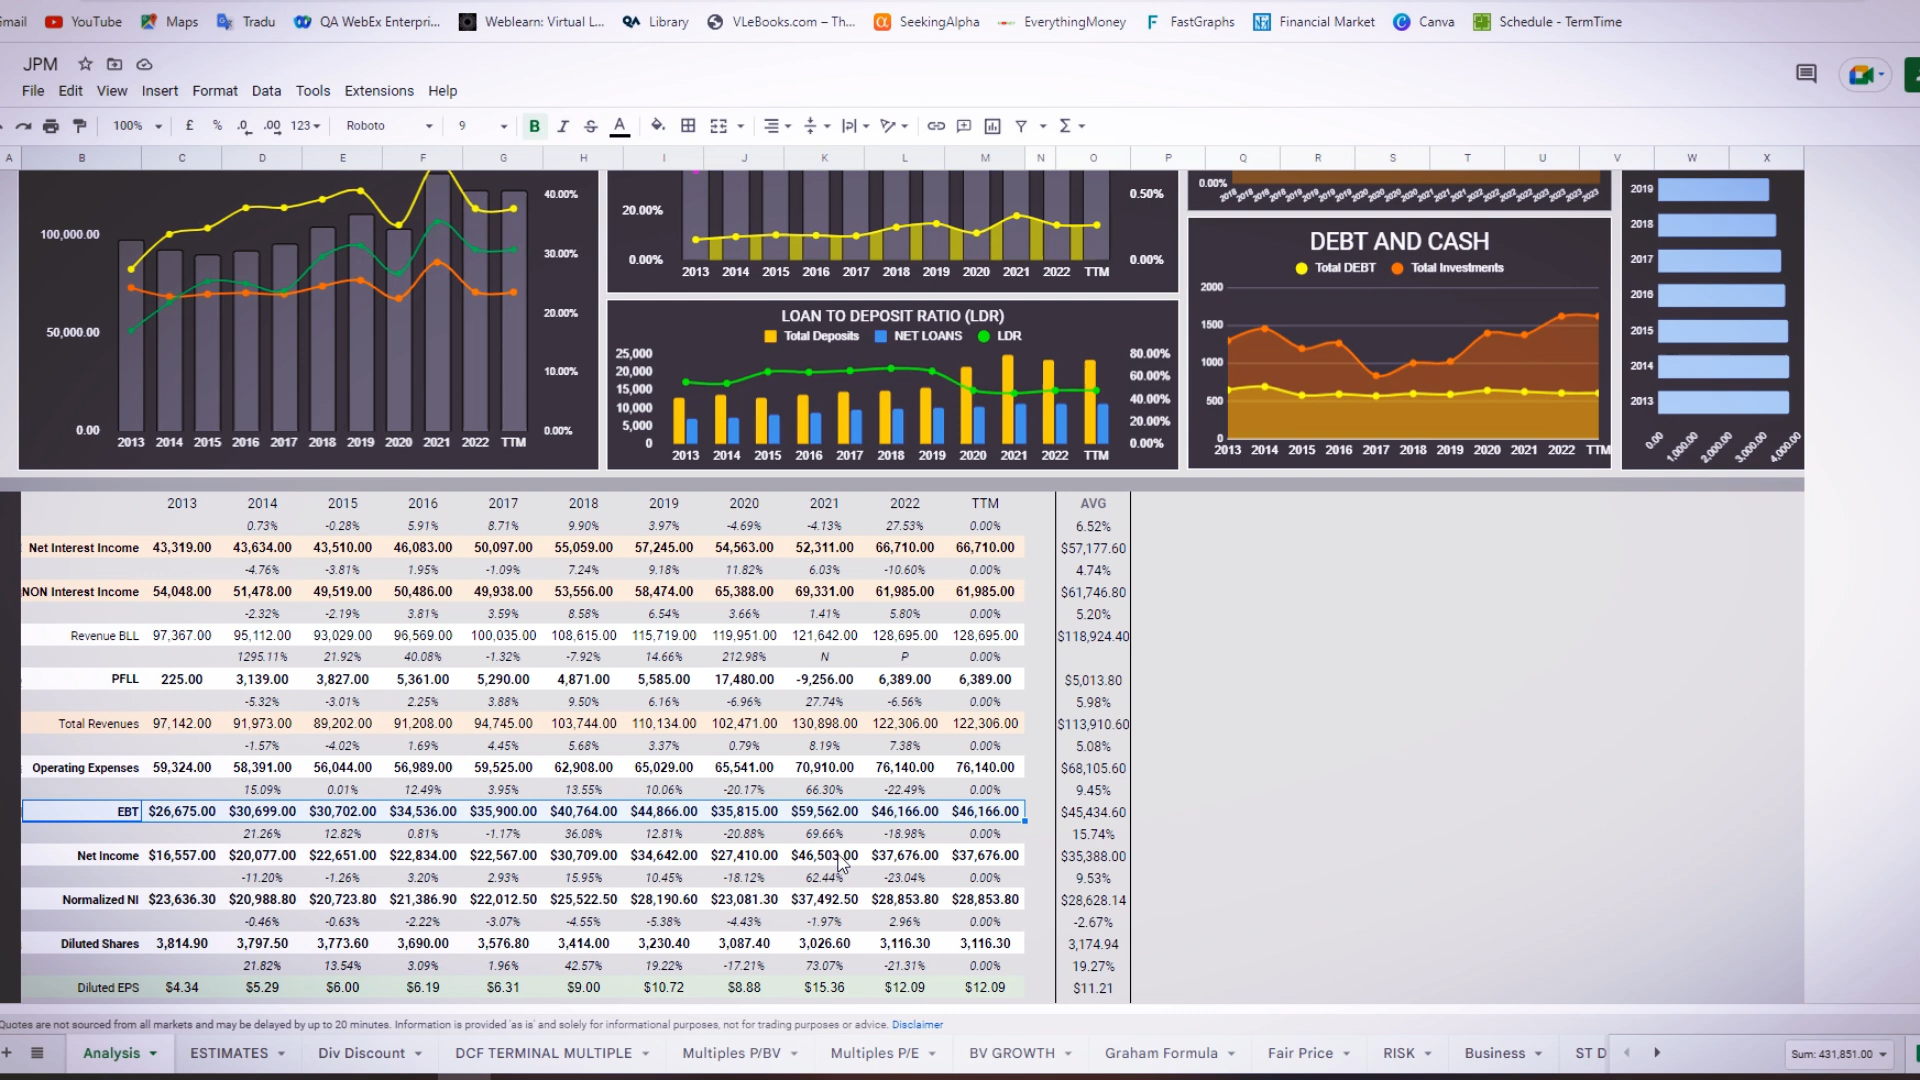 mail YouTube Maps Tradu QA WebEx Enterpri... Weblearn: Virtual L... Library VLeBooks.com – Th... SeekingAlpha EverythingMoney FastGraphs Financial Market Canva Schedule - TermTime
JPM
File Edit View Insert Format Data Tools Extensions Help
100% £ % .0 .00 123 Roboto 9 B I S A
A B C D E F G H I J K L M N O P Q R S T U V W X
100,000.00
50,000.00
0.00
40.00%
30.00%
20.00%
10.00%
0.00%
2013 2014 2015 2016 2017 2018 2019 2020 2021 2022 TTM
20.00%
0.00%
0.50%
0.00%
2013 2014 2015 2016 2017 2018 2019 2020 2021 2022 TTM
LOAN TO DEPOSIT RATIO (LDR)
Total Deposits NET LOANS LDR
25,000
20,000
15,000
10,000
5,000
0
80.00%
60.00%
40.00%
20.00%
0.00%
2013 2014 2015 2016 2017 2018 2019 2020 2021 2022 TTM
0.00%
DEBT AND CASH
Total DEBT Total Investments
2000
1500
1000
500
0
2013 2014 2015 2016 2017 2018 2019 2020 2021 2022 TTM
2019
2018
2017
2016
2015
2014
2013
0.00 1,000.00 2,000.00 3,000.00 4,000.00
2013 2014 2015 2016 2017 2018 2019 2020 2021 2022 TTM AVG
0.73% -0.28% 5.91% 8.71% 9.90% 3.97% -4.69% -4.13% 27.53% 0.00% 6.52%
Net Interest Income 43,319.00 43,634.00 43,510.00 46,083.00 50,097.00 55,059.00 57,245.00 54,563.00 52,311.00 66,710.00 66,710.00 $57,177.60
-4.76% -3.81% 1.95% -1.09% 7.24% 9.18% 11.82% 6.03% -10.60% 0.00% 4.74%
NON Interest Income 54,048.00 51,478.00 49,519.00 50,486.00 49,938.00 53,556.00 58,474.00 65,388.00 69,331.00 61,985.00 61,985.00 $61,746.80
-2.32% -2.19% 3.81% 3.59% 8.58% 6.54% 3.66% 1.41% 5.80% 0.00% 5.20%
Revenue BLL 97,367.00 95,112.00 93,029.00 96,569.00 100,035.00 108,615.00 115,719.00 119,951.00 121,642.00 128,695.00 128,695.00 $118,924.40
1295.11% 21.92% 40.08% -1.32% -7.92% 14.66% 212.98% N P 0.00%
PFLL 225.00 3,139.00 3,827.00 5,361.00 5,290.00 4,871.00 5,585.00 17,480.00 -9,256.00 6,389.00 6,389.00 $5,013.80
-5.32% -3.01% 2.25% 3.88% 9.50% 6.16% -6.96% 27.74% -6.56% 0.00% 5.98%
Total Revenues 97,142.00 91,973.00 89,202.00 91,208.00 94,745.00 103,744.00 110,134.00 102,471.00 130,898.00 122,306.00 122,306.00 $113,910.60
-1.57% -4.02% 1.69% 4.45% 5.68% 3.37% 0.79% 8.19% 7.38% 0.00% 5.08%
Operating Expenses 59,324.00 58,391.00 56,044.00 56,989.00 59,525.00 62,908.00 65,029.00 65,541.00 70,910.00 76,140.00 76,140.00 $68,105.60
15.09% 0.01% 12.49% 3.95% 13.55% 10.06% -20.17% 66.30% -22.49% 0.00% 9.45%
EBT $26,675.00 $30,699.00 $30,702.00 $34,536.00 $35,900.00 $40,764.00 $44,866.00 $35,815.00 $59,562.00 $46,166.00 $46,166.00 $45,434.60
21.26% 12.82% 0.81% -1.17% 36.08% 12.81% -20.88% 69.66% -18.98% 0.00% 15.74%
Net Income $16,557.00 $20,077.00 $22,651.00 $22,834.00 $22,567.00 $30,709.00 $34,642.00 $27,410.00 $46,503.00 $37,676.00 $37,676.00 $35,388.00
-11.20% -1.26% 3.20% 2.93% 15.95% 10.45% -18.12% 62.44% -23.04% 0.00% 9.53%
Normalized NI $23,636.30 $20,988.80 $20,723.80 $21,386.90 $22,012.50 $25,522.50 $28,190.60 $23,081.30 $37,492.50 $28,853.80 $28,853.80 $28,628.14
-0.46% -0.63% -2.22% -3.07% -4.55% -5.38% -4.43% -1.97% 2.96% 0.00% -2.67%
Diluted Shares 3,814.90 3,797.50 3,773.60 3,690.00 3,576.80 3,414.00 3,230.40 3,087.40 3,026.60 3,116.30 3,116.30 3,174.94
21.82% 13.54% 3.09% 1.96% 42.57% 19.22% -17.21% 73.07% -21.31% 0.00% 19.27%
Diluted EPS $4.34 $5.29 $6.00 $6.19 $6.31 $9.00 $10.72 $8.88 $15.36 $12.09 $12.09 $11.21
Quotes are not sourced from all markets and may be delayed by up to 20 minutes. Information is provided 'as is' and solely for informational purposes, not for trading purposes or advice. Disclaimer
Analysis ESTIMATES Div Discount DCF TERMINAL MULTIPLE Multiples P/BV Multiples P/E BV GROWTH Graham Formula Fair Price RISK Business ST D Sum: 431,851.00